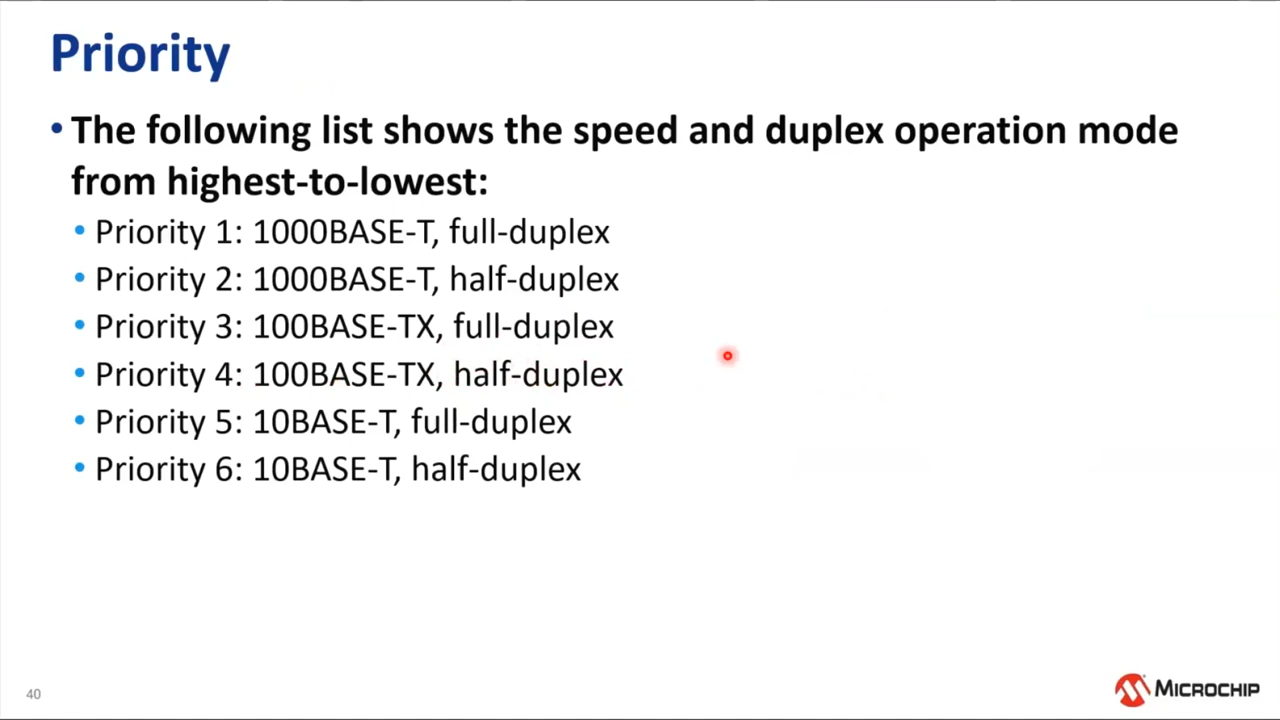 Priority
• The following list shows the speed and duplex operation mode
from highest-to-lowest:
• Priority 1: 1000BASE-T, full-duplex
• Priority 2: 1000BASE-T, half-duplex
• Priority 3: 100BASE-TX, full-duplex
• Priority 4: 100BASE-TX, half-duplex
• Priority 5: 10BASE-T, full-duplex
• Priority 6: 10BASE-T, half-duplex
40
MICROCHIP